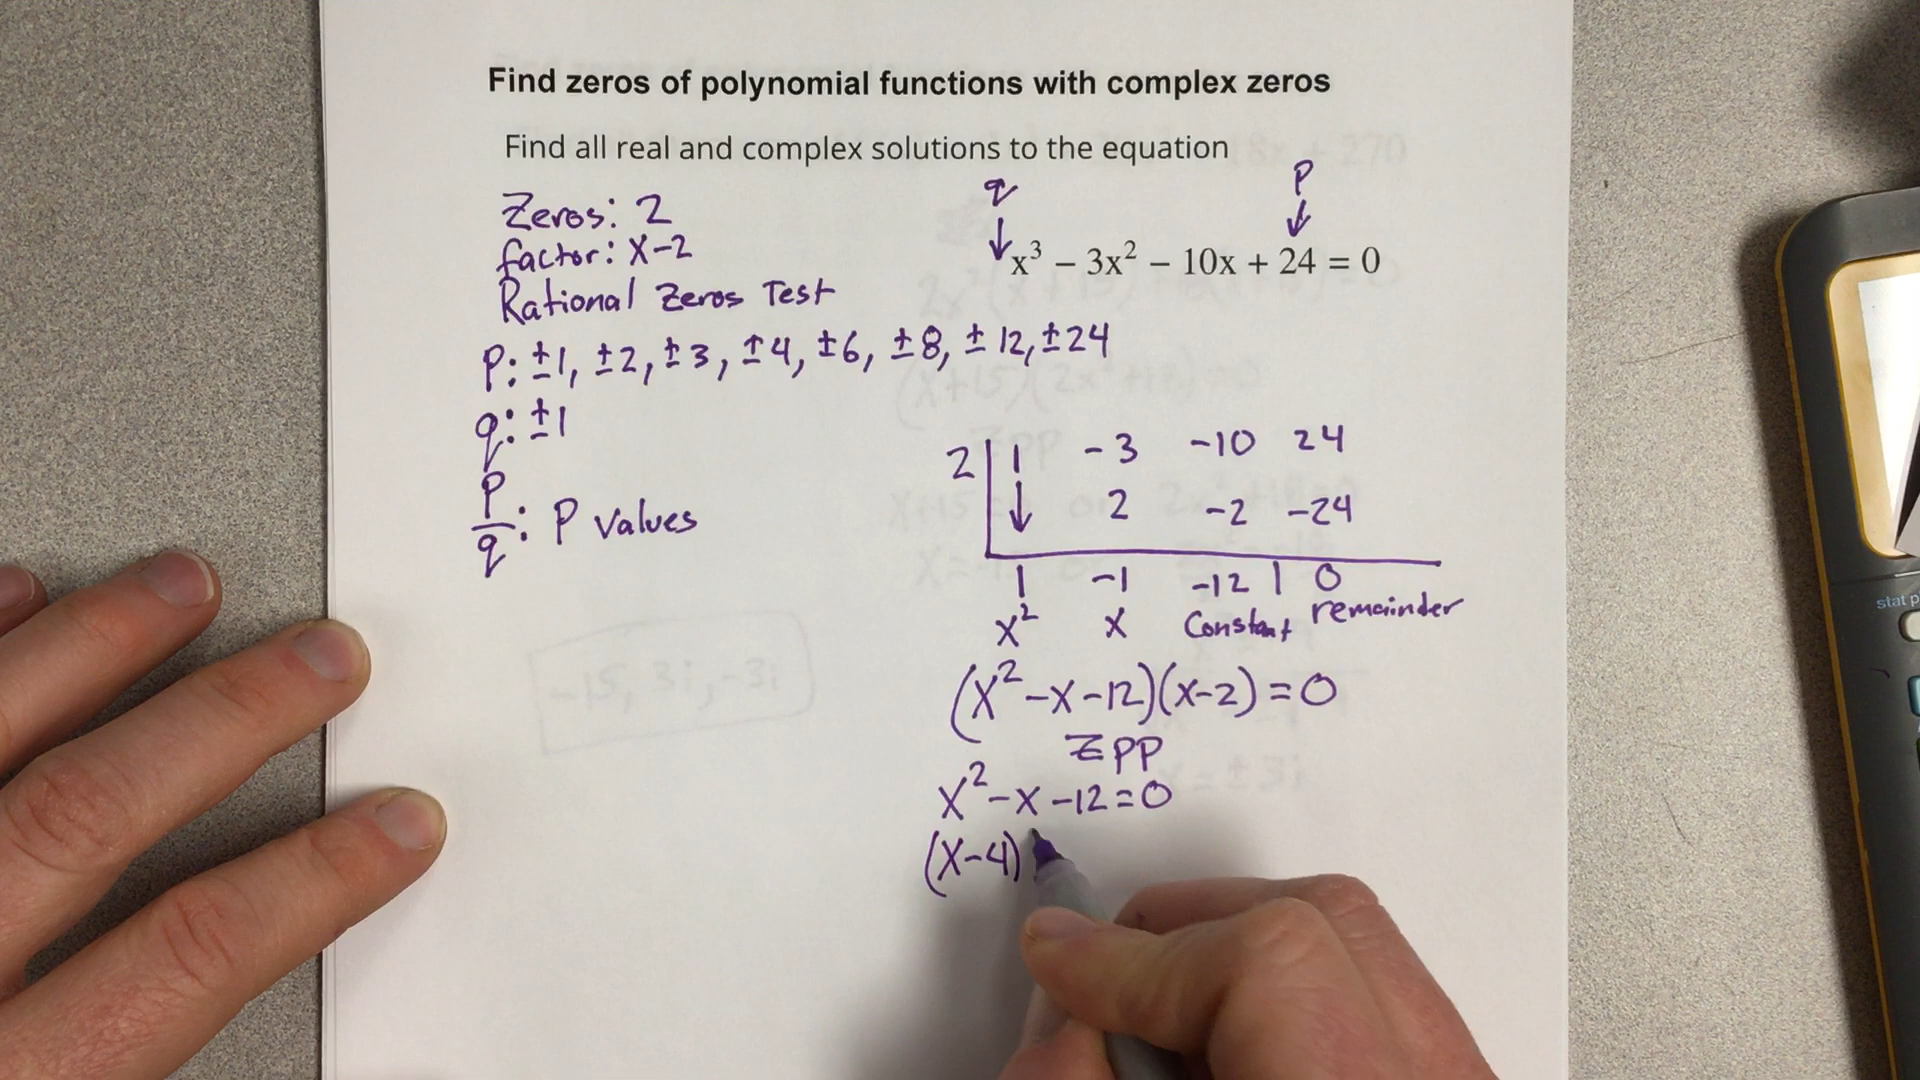 Find zeros of polynomial functions with complex zeros
Find all real and complex solutions to the equation
q p
Zeros: 2
factor: x-2
x³ − 3x² − 10x + 24 = 0
Rational Zeros Test
P: ±1, ±2, ±3, ±4, ±6, ±8, ±12, ±24
q: ±1
p/q: P values
2 | 1 -3 -10 24
↓ 2 -2 -24
1 -1 -12 | 0
x² x Constant remainder
(x²-x-12)(x-2)=0
ZPP
x²-x-12=0
(x-4)
-15, 3i, -3i
stat p